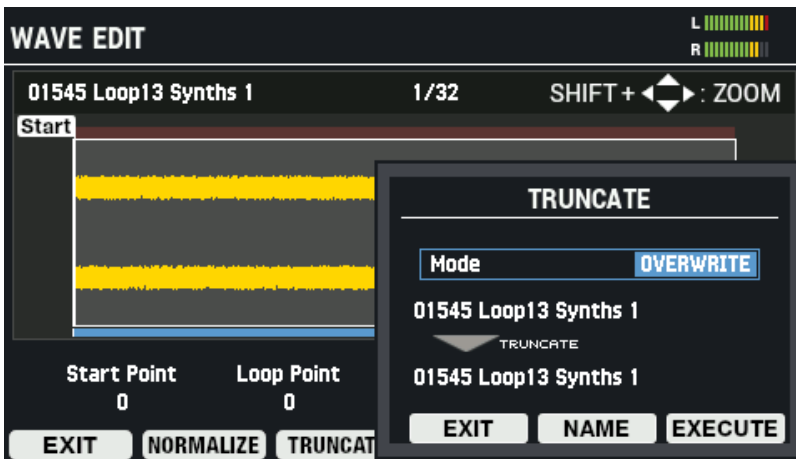 WAVE EDIT
L
R
01545 Loop13 Synths 1 1/32 SHIFT + : ZOOM
Start
TRUNCATE
Mode OVERWRITE
01545 Loop13 Synths 1
TRUNCATE
01545 Loop13 Synths 1
EXIT NAME EXECUTE
Start Point Loop Point
0 0
EXIT NORMALIZE TRUNCAT